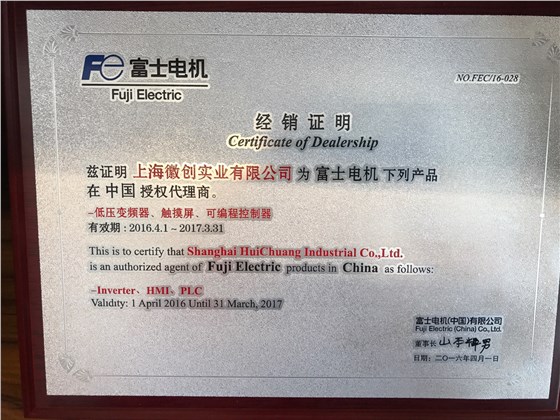 Fe 富士电机
Fuji Electric
NO.FEC/16-028
经销证明
Certificate of Dealership
兹证明 上海徽创实业有限公司 为 富士电机 下列产品
在 中国 授权代理商。
–低压变频器、触摸屏、可编程控制器
有效期：2016.4.1～2017.3.31
This is to certify that Shanghai HuiChuang Industrial Co.,Ltd.
is an authorized agent of Fuji Electric products in China as follows:
–Inverter、HMI、PLC
Validity: 1 April 2016 Until 31 March, 2017
富士电机(中国)有限公司
Fuji Electric (China) Co., Ltd.
董事长
日期：二〇一六年四月一日